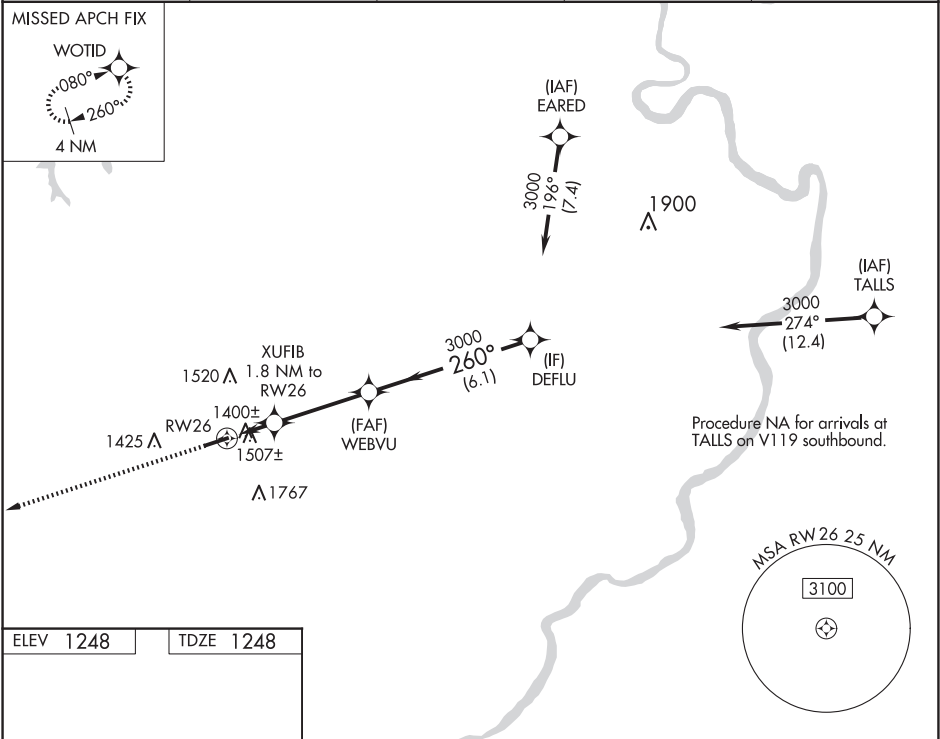 MISSED APCH FIX
WOTID
080°
260°
4 NM
(IAF)
EARED
3000
196°
(7.4)
1900
(IAF)
TALLS
3000
274°
(12.4)
3000
260°
(6.1)
(IF)
DEFLU
XUFIB
1.8 NM to
RW26
1520
(FAF)
WEBVU
1400±
RW26
1425
1507±
1767
Procedure NA for arrivals at
TALLS on V119 southbound.
MSA RW26 25 NM
3100
ELEV 1248
TDZE 1248